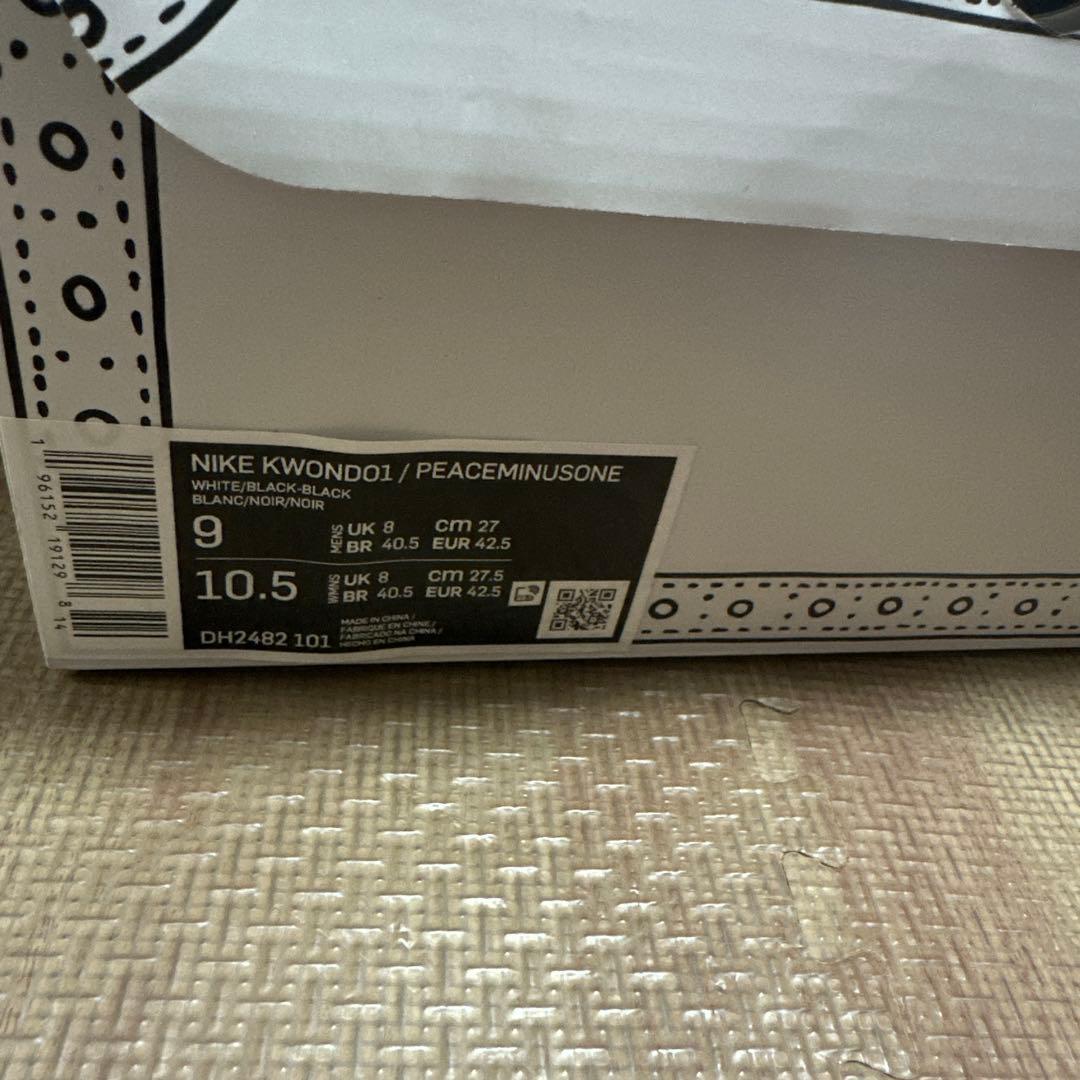 NIKE KWONDO1 / PEACEMINUSONE
WHITE/BLACK-BLACK
BLANC/NOIR/NOIR
9 MENS UK 8 cm 27
BR 40.5 EUR 42.5
10.5 WMNS UK 8 cm 27.5
BR 40.5 EUR 42.5
DH2482 101
MADE IN CHINA /
FABRIQUE EN CHINE /
FABRICADO NA CHINA /
HECHO EN CHINA
1 96152 19129 8 14